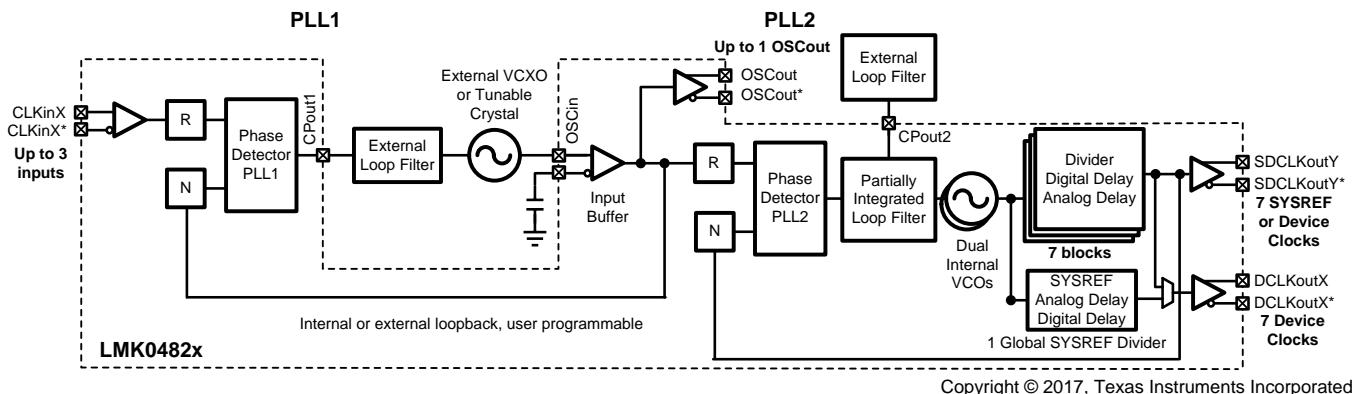 PLL1
PLL2
Up to 1 OSCout
External
Loop Filter
External VCXO
or Tunable
Crystal
OSCout
OSCout*
CLKinX
CLKinX*
Up to 3
inputs
R
N
Phase
Detector
PLL1
CPout1
External
Loop Filter
OSCin
Input
Buffer
R
N
Phase
Detector
PLL2
CPout2
Partially
Integrated
Loop Filter
Dual
Internal
VCOs
Divider
Digital Delay
Analog Delay
7 blocks
SYSREF
Analog Delay
Digital Delay
1 Global SYSREF Divider
SDCLKoutY
SDCLKoutY*
7 SYSREF
or Device
Clocks
DCLKoutX
DCLKoutX*
7 Device
Clocks
Internal or external loopback, user programmable
LMK0482x
Copyright © 2017, Texas Instruments Incorporated